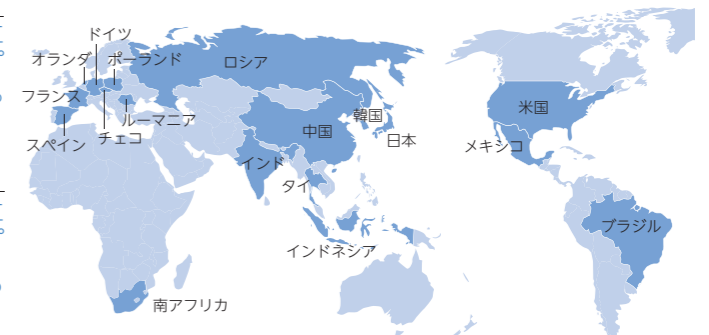 ドイツ
オランダ
ポーランド
ロシア
フランス
ルーマニア
スペイン
チェコ
中国
韓国
日本
インド
タイ
インドネシア
南アフリカ
米国
メキシコ
ブラジル